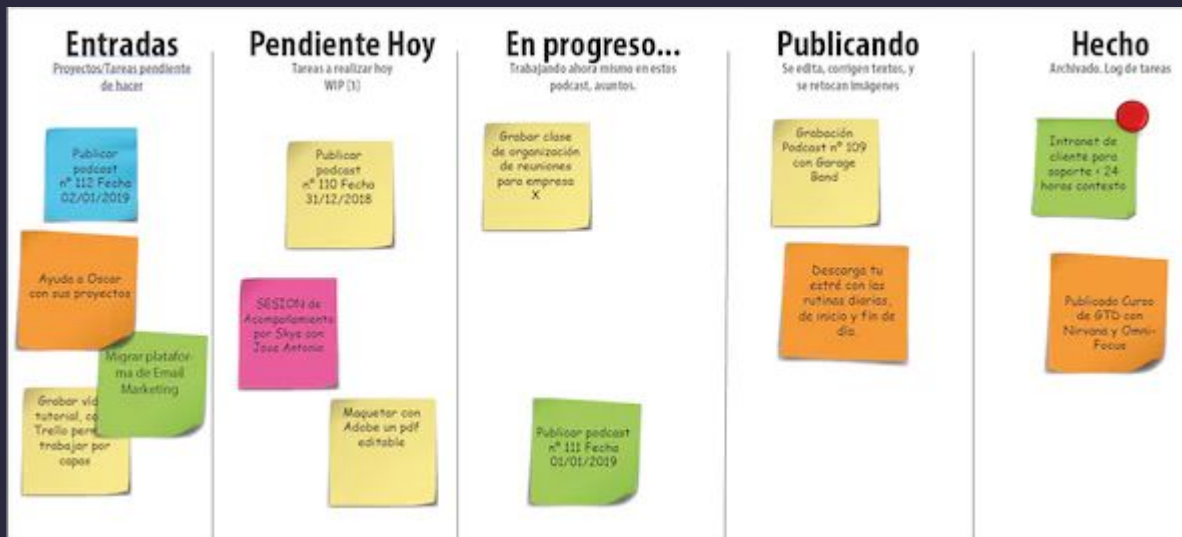 Entradas
Proyectos/Tareas pendiente
de hacer
Publicar
podcast
nº 112 Fecha
02/01/2019
Ayuda a Oscar
con sus proyectos
Migrar platafor-
ma de Email
Marketing
Grabar
tutorial,
Trello
trabajar por
capas
Pendiente Hoy
Tareas a realizar hoy
WIP [3]
Publicar
podcast
nº 110 Fecha
31/12/2018
SESION de
Acompañamiento
por Skye con
Jose Antonio
Maquetar con
Adobe un pdf
editable
En progreso...
Trabajando ahora mismo en estos
podcast, asuntos.
Grabar clase
de organización
de reuniones
para empresa
X
Publicar podcast
nº 111 Fecha
01/01/2019
Publicando
Se edita, corrigen textos, y
se retocan imágenes
Grabación
Podcast nº 109
con Garage
Band
Descarga tu
estré con las
rutinas diarias,
de inicio y fin de
día.
Hecho
Archivado. Log de tareas
Intranet de
cliente para
soporte < 24
horas contesto
Publicado Curso
de GTD con
Nirvana y Omni-
Focus